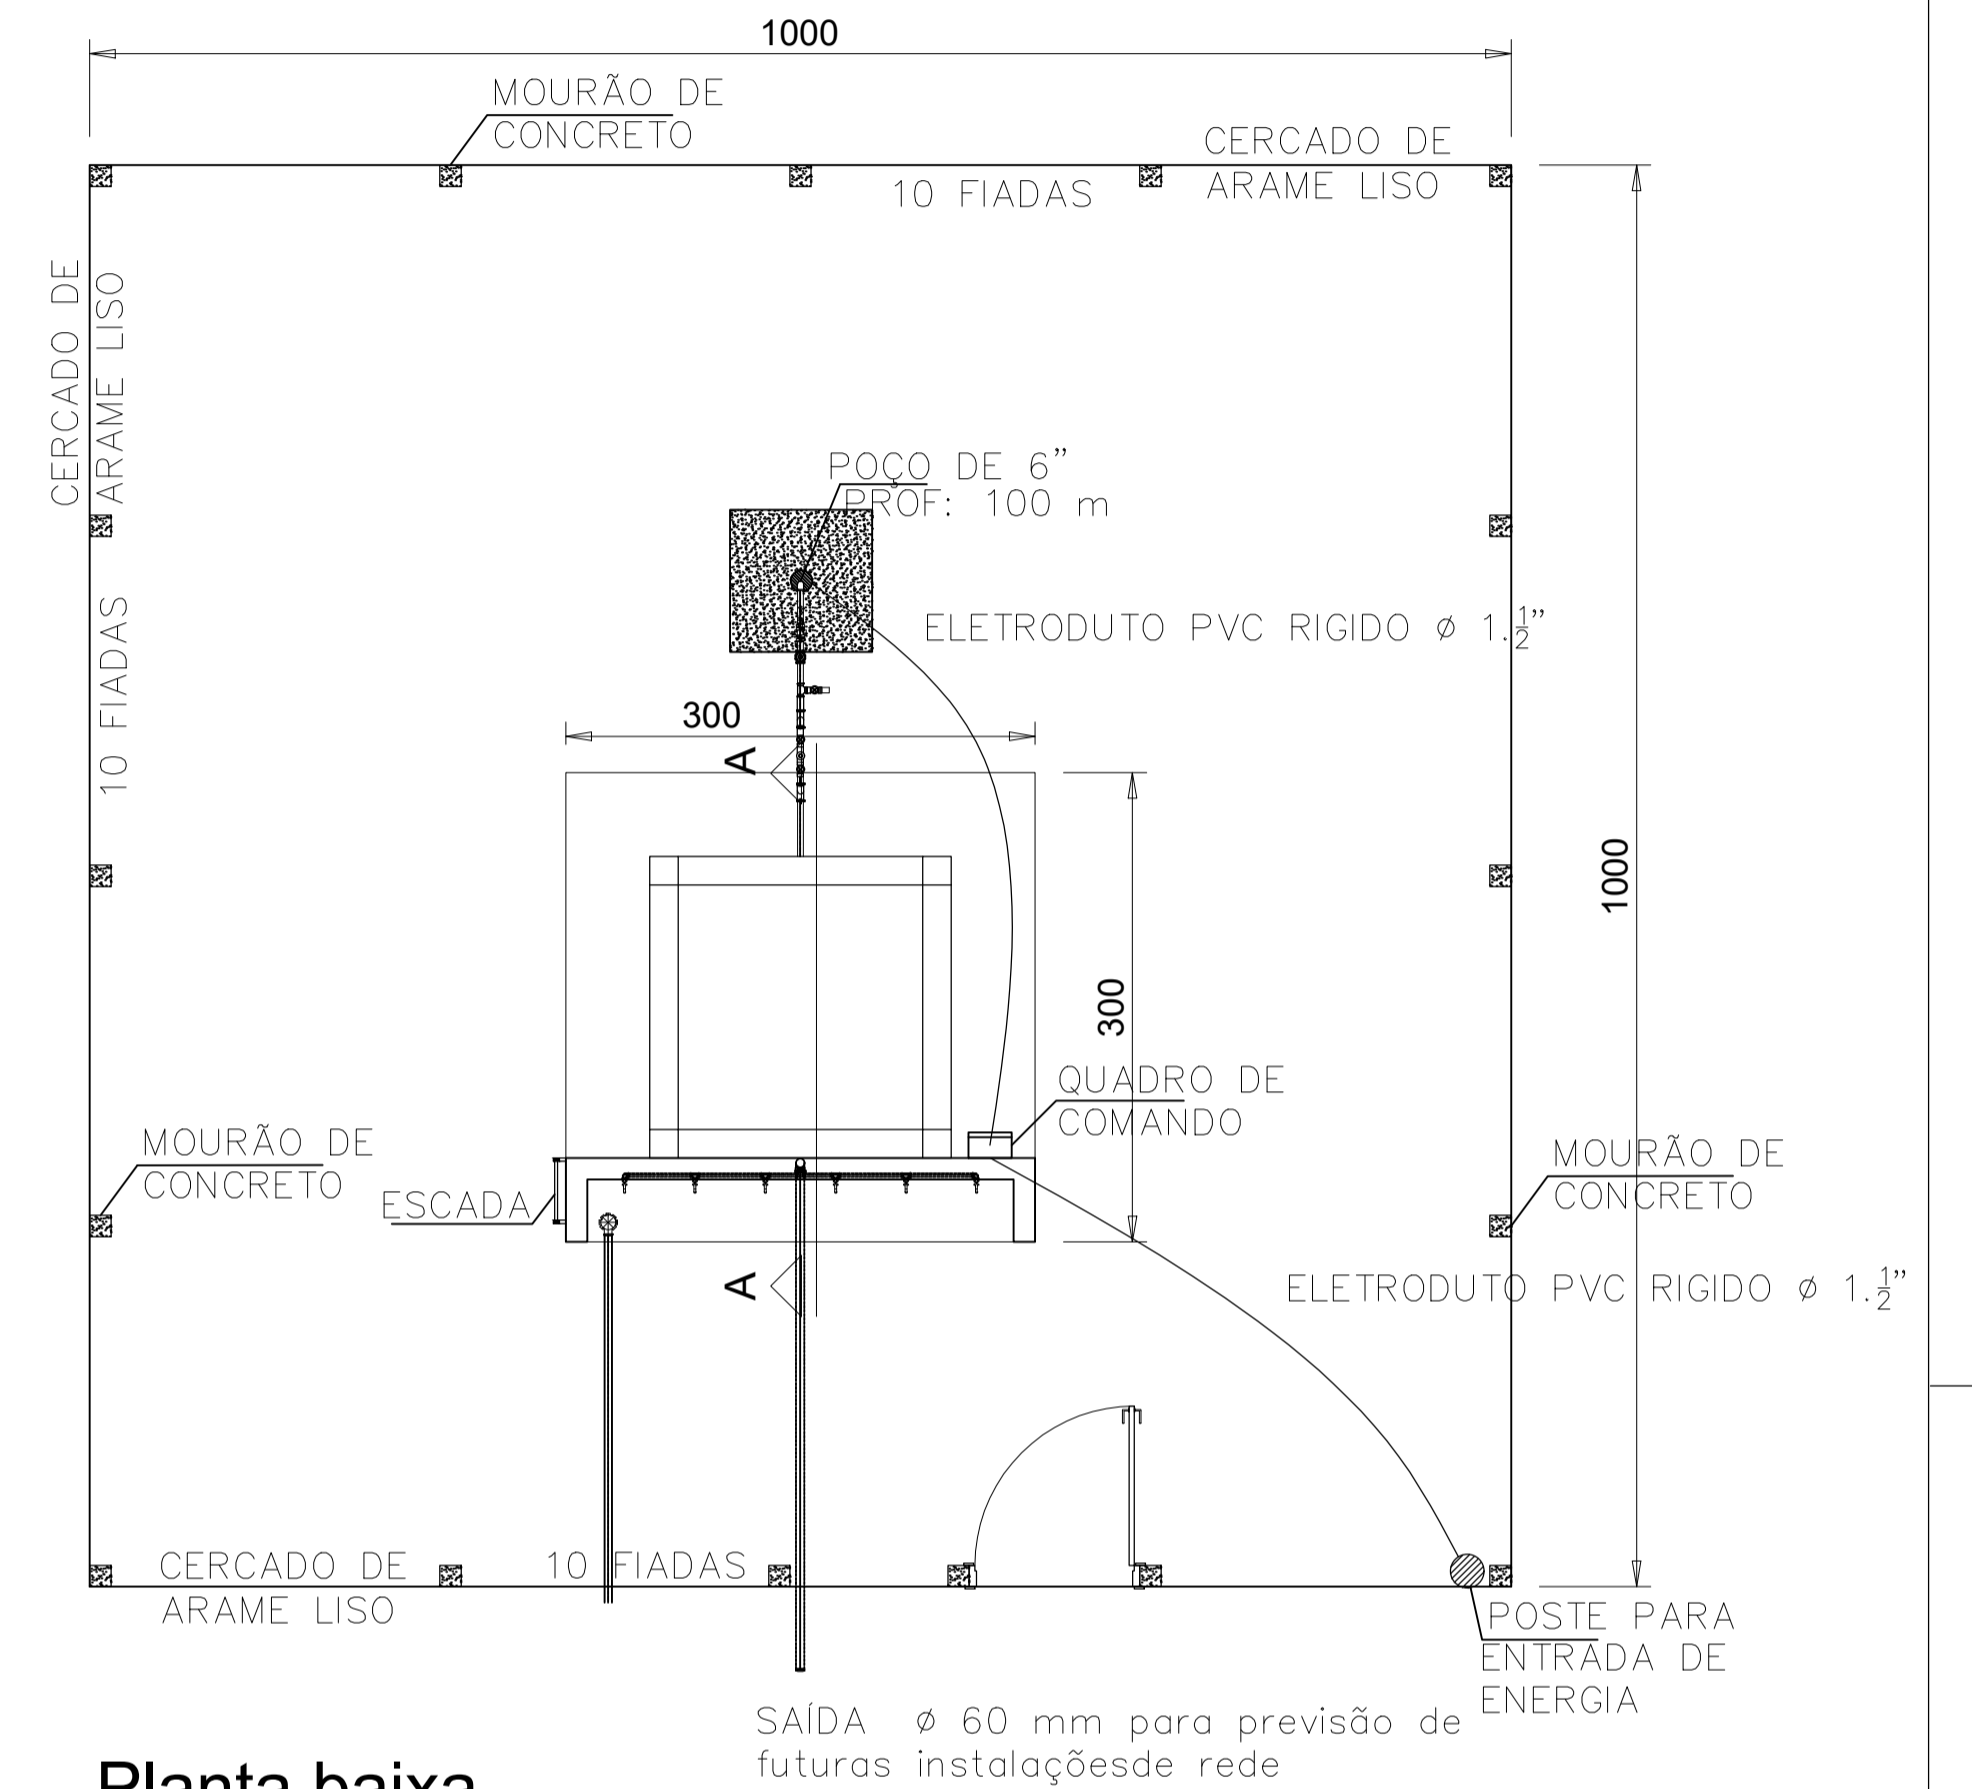 1000
MOURÃO DE
CONCRETO
CERCADO DE
ARAME LISO
10 FIADAS
CERCADO DE
ARAME LISO
10 FIADAS
POÇO DE 6”
PROF: 100 m
ELETRODUTO PVC RIGIDO ø 1.½”
300
A
300
1000
QUADRO DE
COMANDO
MOURÃO DE
CONCRETO
ESCADA
MOURÃO DE
CONCRETO
A
ELETRODUTO PVC RIGIDO ø 1.½”
CERCADO DE
ARAME LISO
10 FIADAS
POSTE PARA
ENTRADA DE
ENERGIA
SAÍDA ø 60 mm para previsão de
futuras instalaçõesde rede
Planta baixa